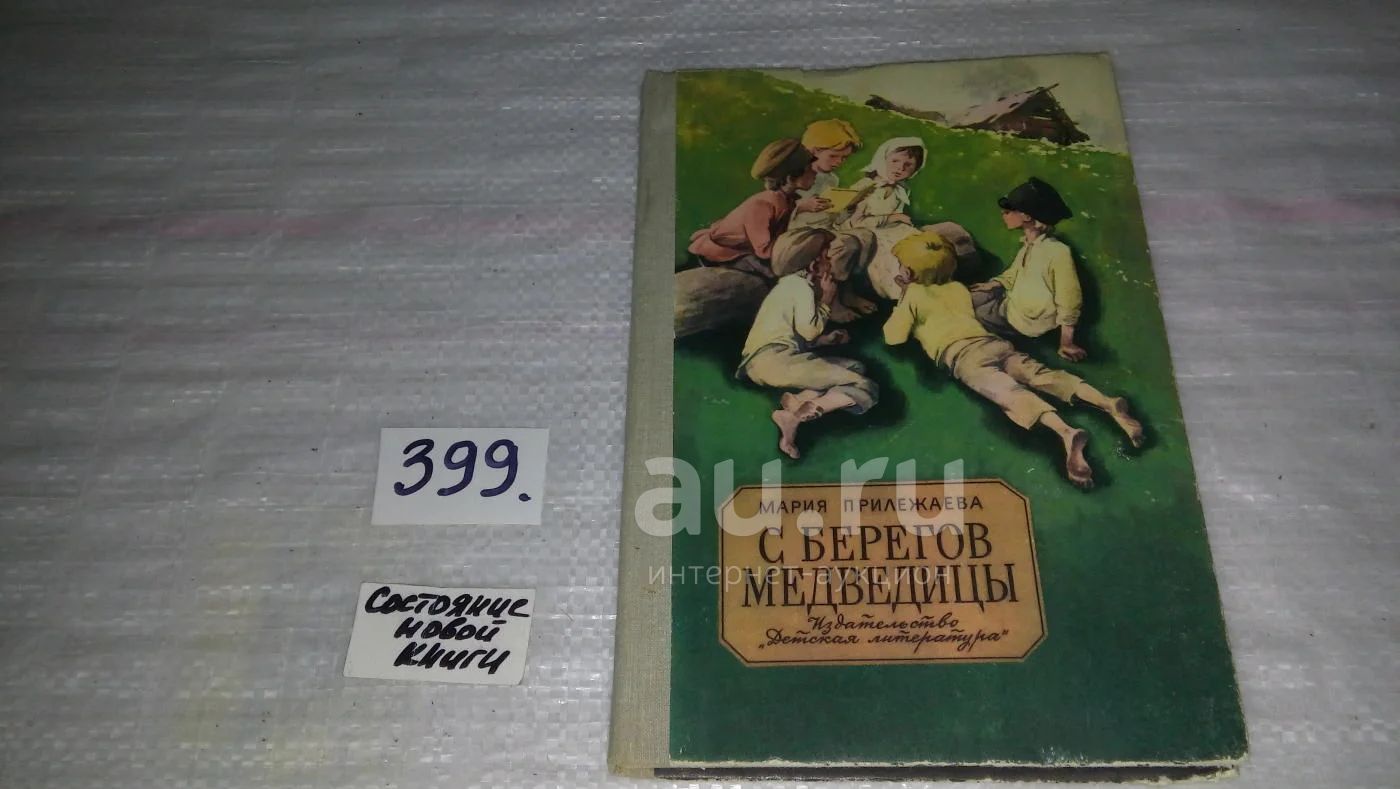 399.
Состояние
новой
книги
МАРИЯ ПРИЛЕЖАЕВА
С БЕРЕГОВ
МЕДВЕДИЦЫ
Издательство
„Детская литература"
au.ru
интернет-аукцион